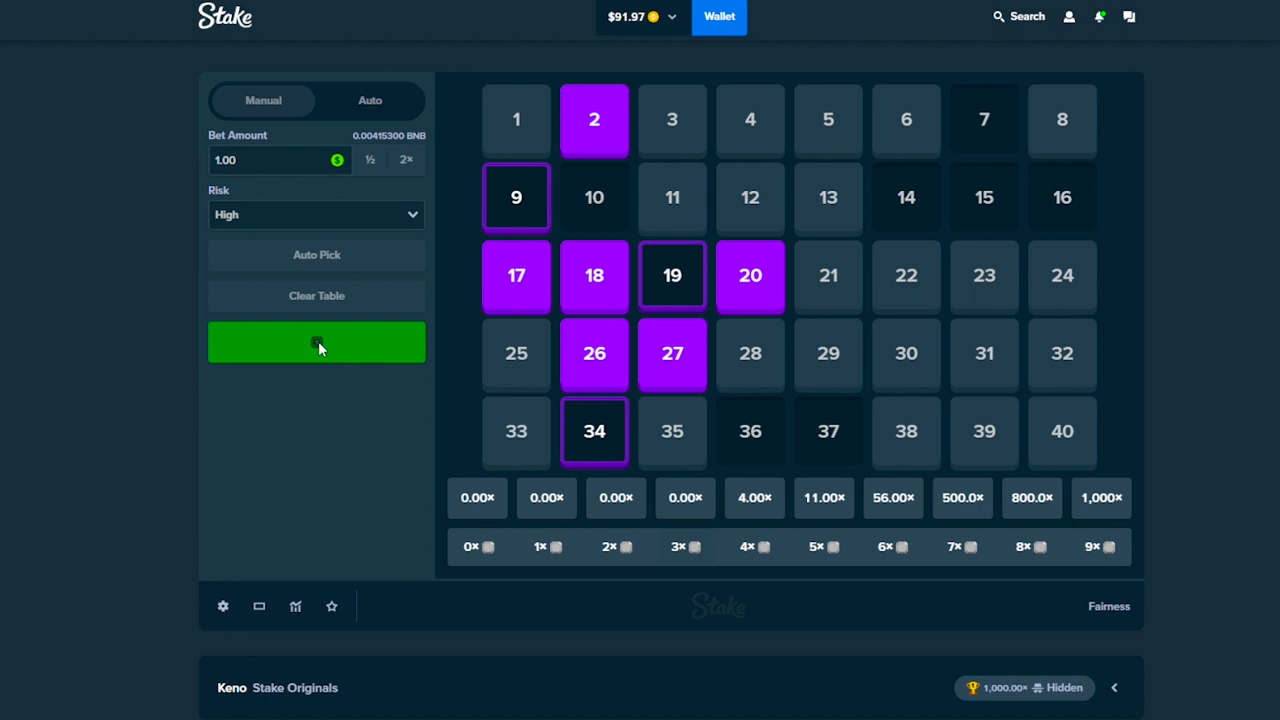 Stake
$91.97
Wallet
Search
Manual
Auto
Bet Amount
0.00415300 BNB
1.00
½
2×
Risk
High
Auto Pick
Clear Table
1 2 3 4 5 6 7 8
9 10 11 12 13 14 15 16
17 18 19 20 21 22 23 24
25 26 27 28 29 30 31 32
33 34 35 36 37 38 39 40
0.00× 0.00× 0.00× 0.00× 4.00× 11.00× 56.00× 500.0× 800.0× 1,000×
0× 1× 2× 3× 4× 5× 6× 7× 8× 9×
Stake
Fairness
Keno Stake Originals
1,000.00× Hidden